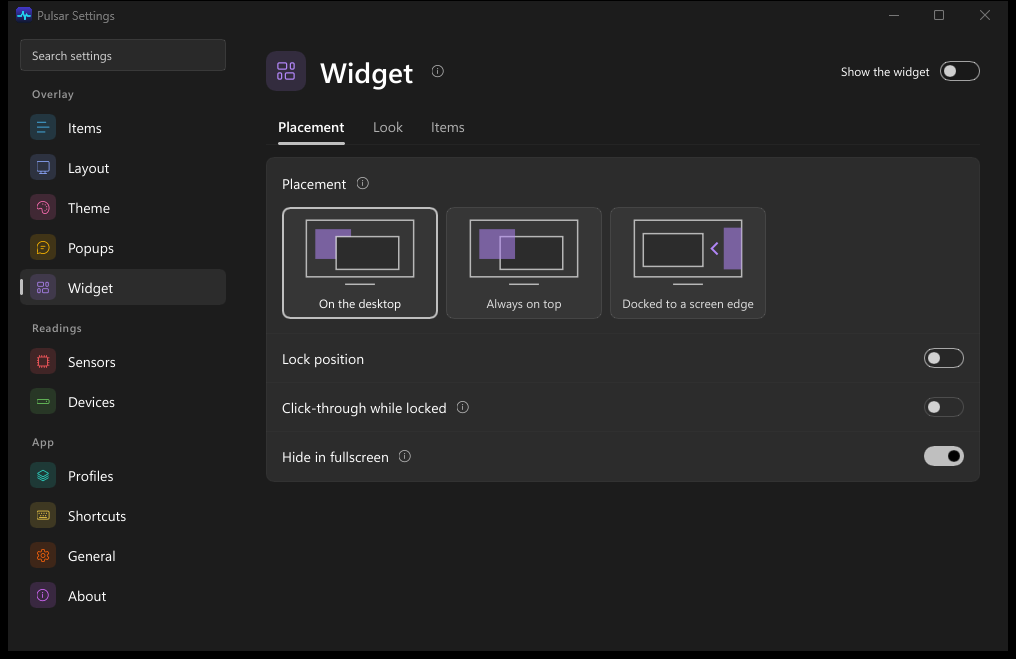 Pulsar Settings
Search settings
Overlay
Items
Layout
Theme
Popups
Widget
Readings
Sensors
Devices
App
Profiles
Shortcuts
General
About
Widget
Show the widget
Placement Look Items
Placement
On the desktop
Always on top
Docked to a screen edge
Lock position
Click-through while locked
Hide in fullscreen